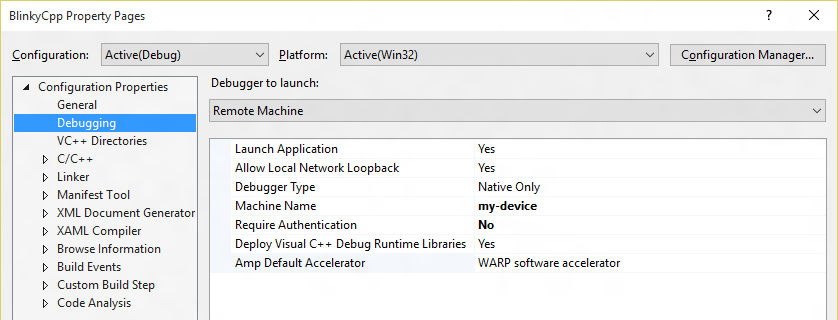 BlinkyCpp Property Pages ? ×
Configuration: Active(Debug) Platform: Active(Win32) Configuration Manager...
Configuration Properties
General
Debugging
VC++ Directories
C/C++
Linker
Manifest Tool
XML Document Generator
XAML Compiler
Browse Information
Build Events
Custom Build Step
Code Analysis
Debugger to launch:
Remote Machine
Launch Application Yes
Allow Local Network Loopback Yes
Debugger Type Native Only
Machine Name my-device
Require Authentication No
Deploy Visual C++ Debug Runtime Libraries Yes
Amp Default Accelerator WARP software accelerator